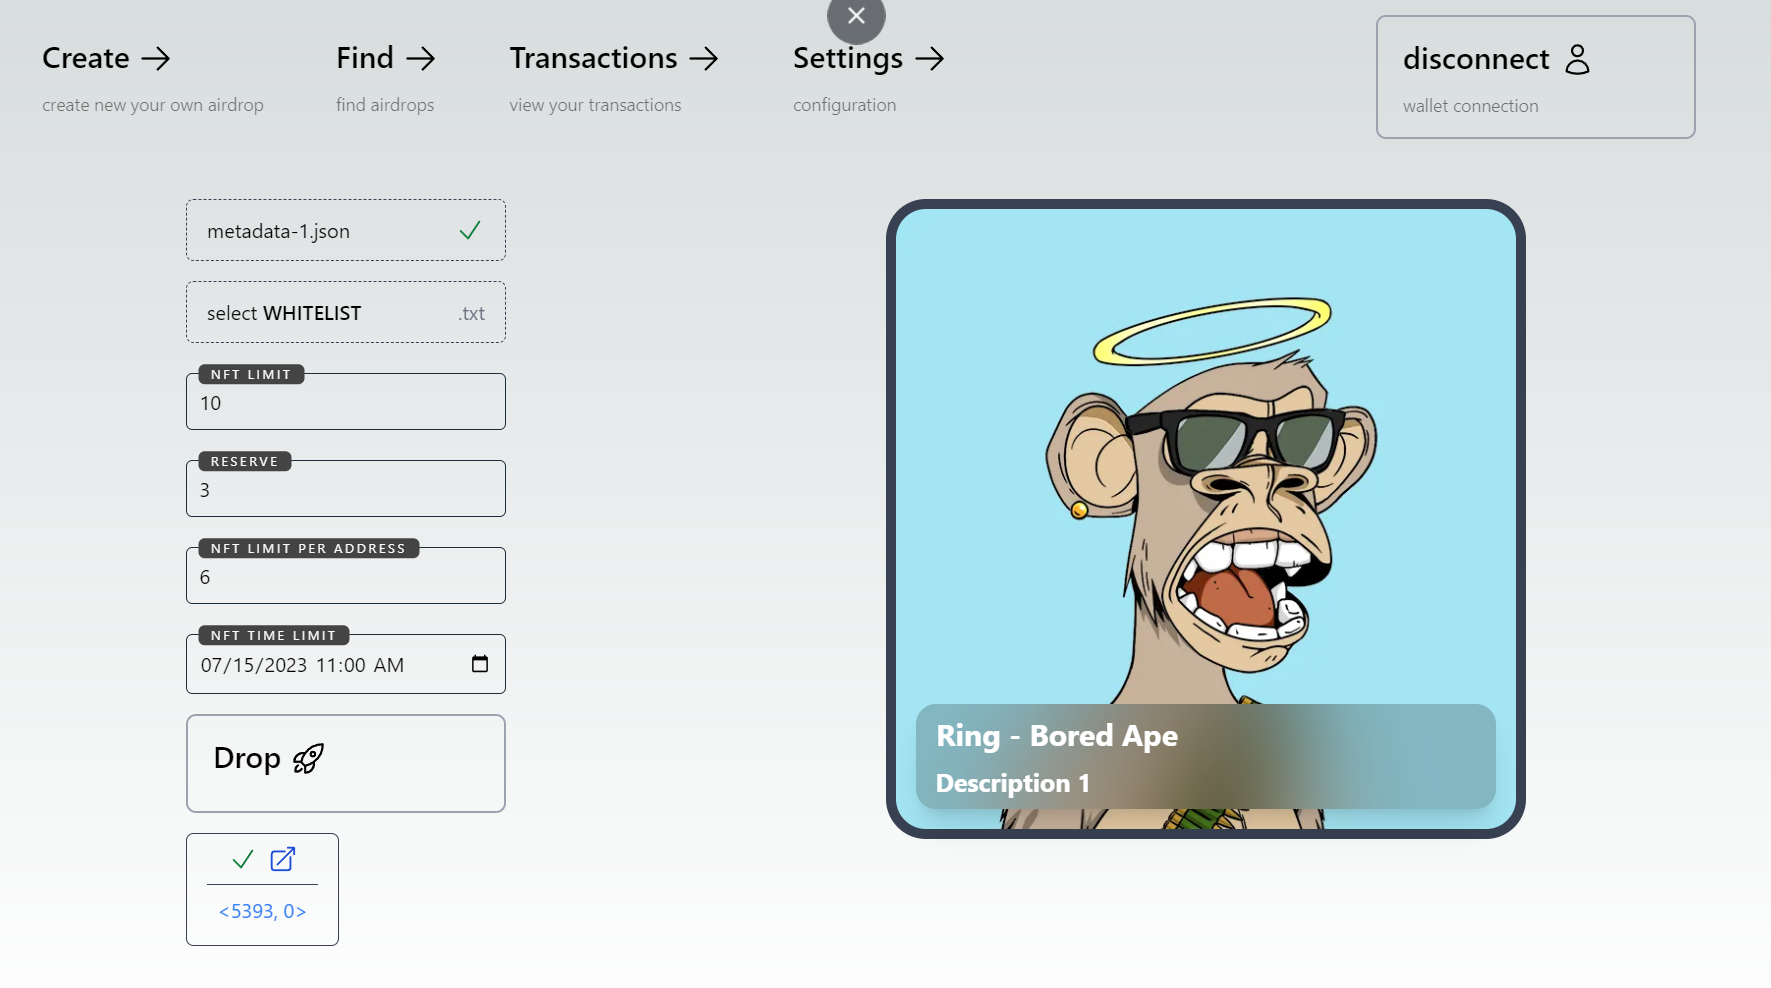 Create
create new your own airdrop
Find
find airdrops
Transactions
view your transactions
Settings
configuration
disconnect
wallet connection
metadata-1.json
select WHITELIST .txt
NFT LIMIT
10
RESERVE
3
NFT LIMIT PER ADDRESS
6
NFT TIME LIMIT
07/15/2023 11:00 AM
Drop
<5393, 0>
Ring - Bored Ape
Description 1